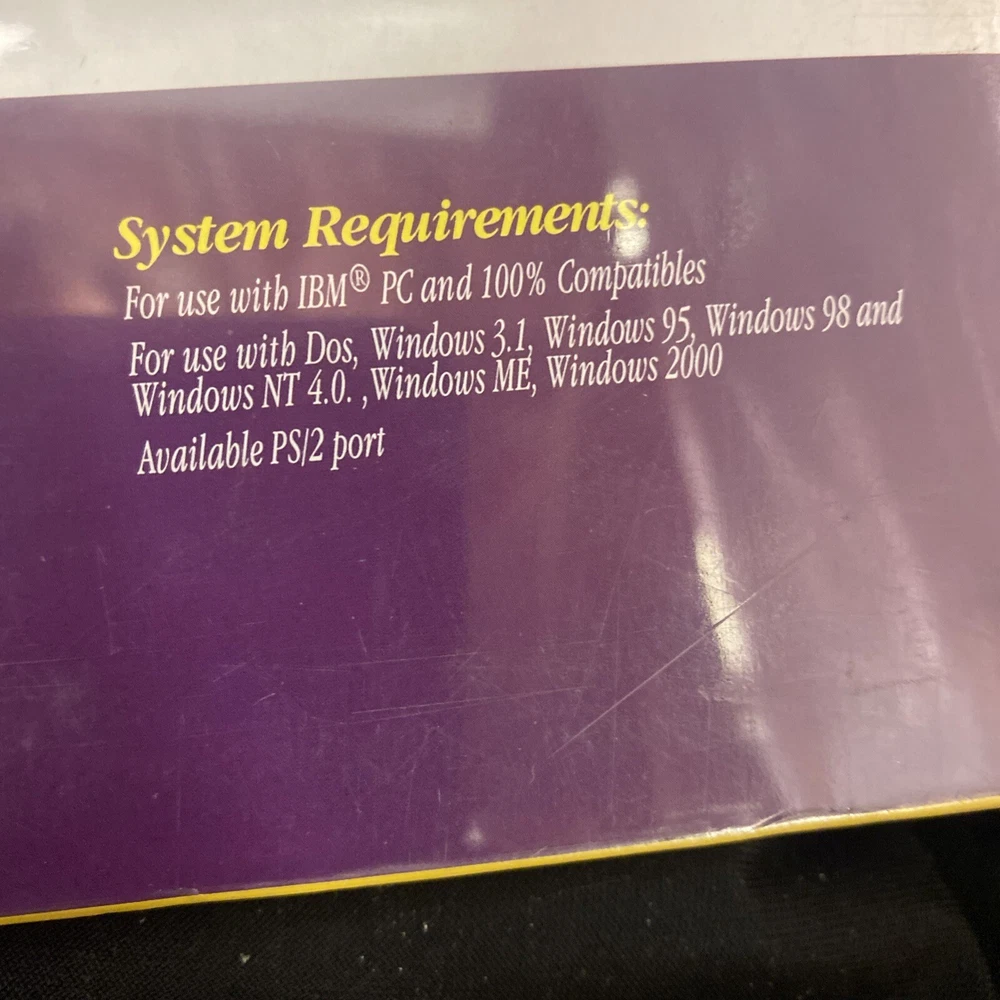 System Requirements:
For use with IBM® PC and 100% Compatibles
For use with Dos, Windows 3.1, Windows 95, Windows 98 and
Windows NT 4.0. , Windows ME, Windows 2000
Available PS/2 port